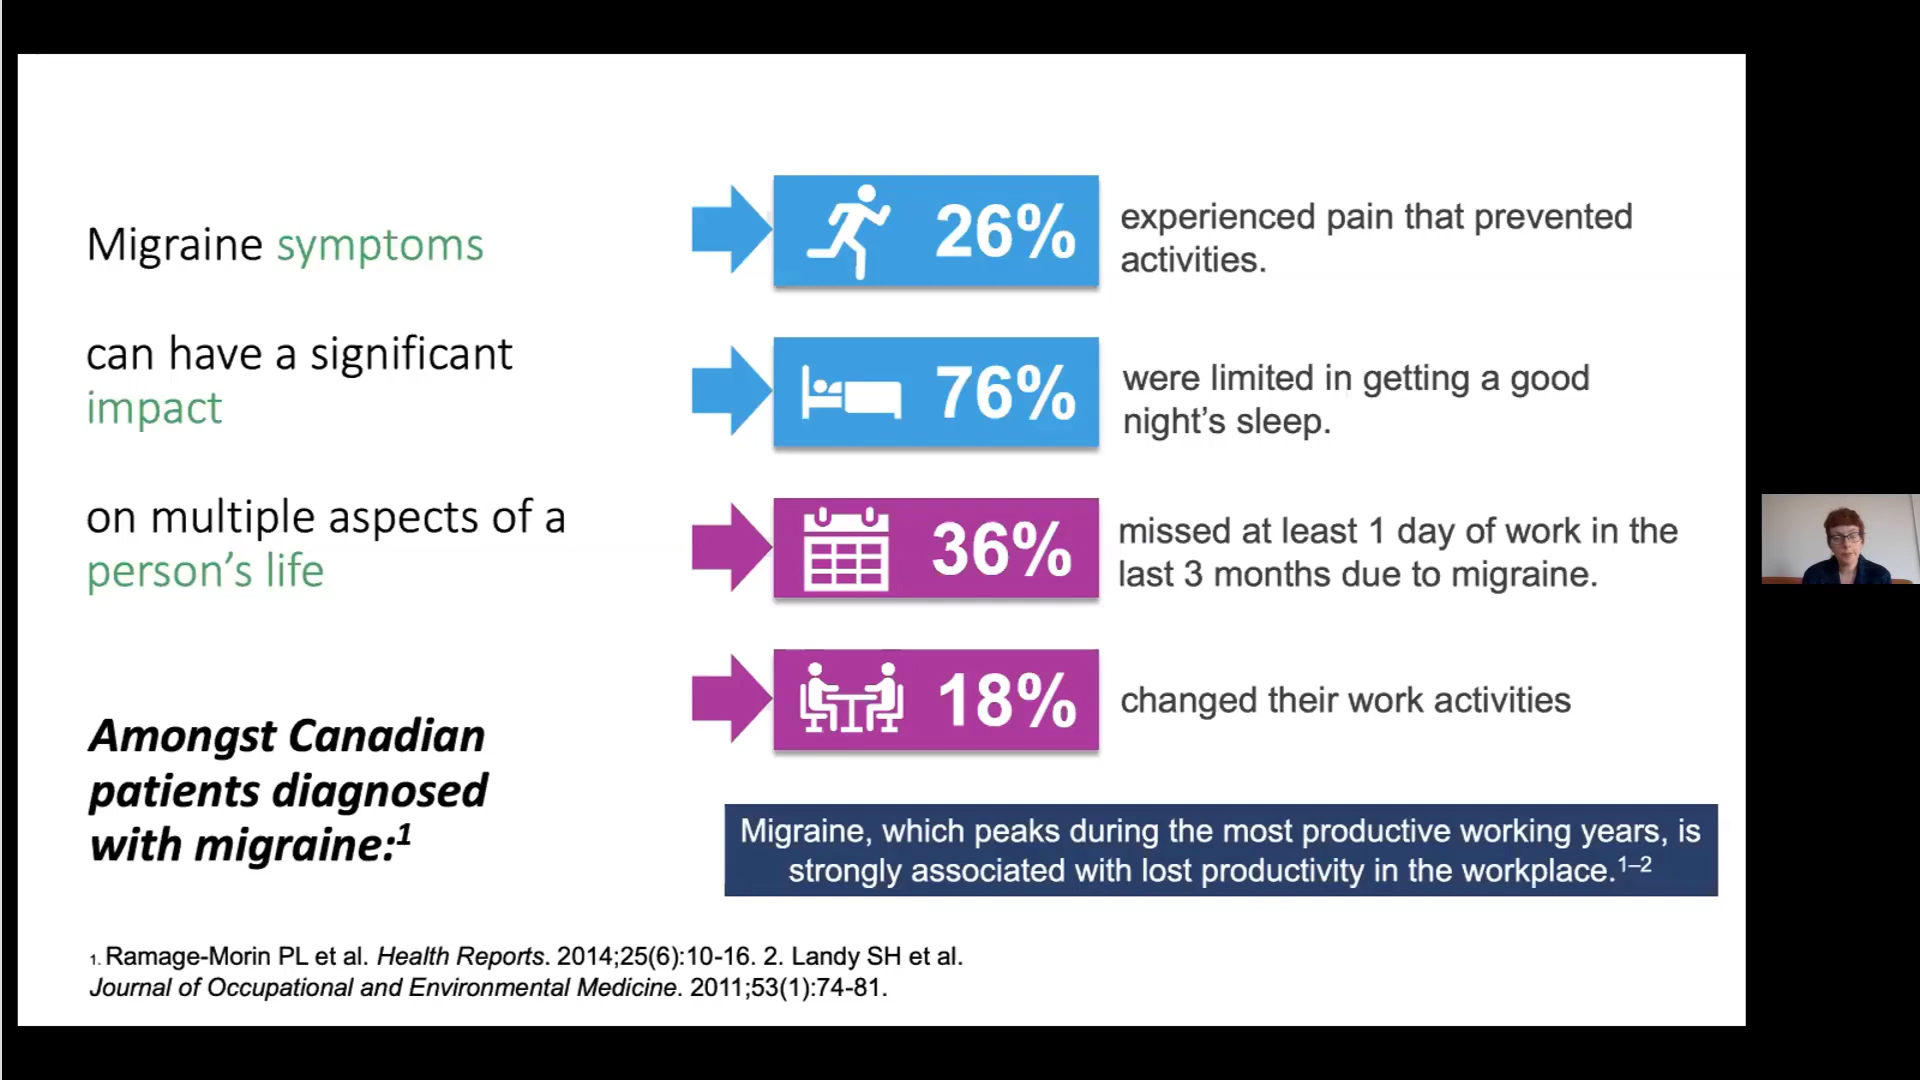 Migraine symptoms
can have a significant
impact
on multiple aspects of a
person’s life
Amongst Canadian
patients diagnosed
with migraine:1
26%
experienced pain that prevented
activities.
76%
were limited in getting a good
night’s sleep.
36%
missed at least 1 day of work in the
last 3 months due to migraine.
18%
changed their work activities
Migraine, which peaks during the most productive working years, is
strongly associated with lost productivity in the workplace.1–2
1. Ramage-Morin PL et al. Health Reports. 2014;25(6):10-16. 2. Landy SH et al.
Journal of Occupational and Environmental Medicine. 2011;53(1):74-81.